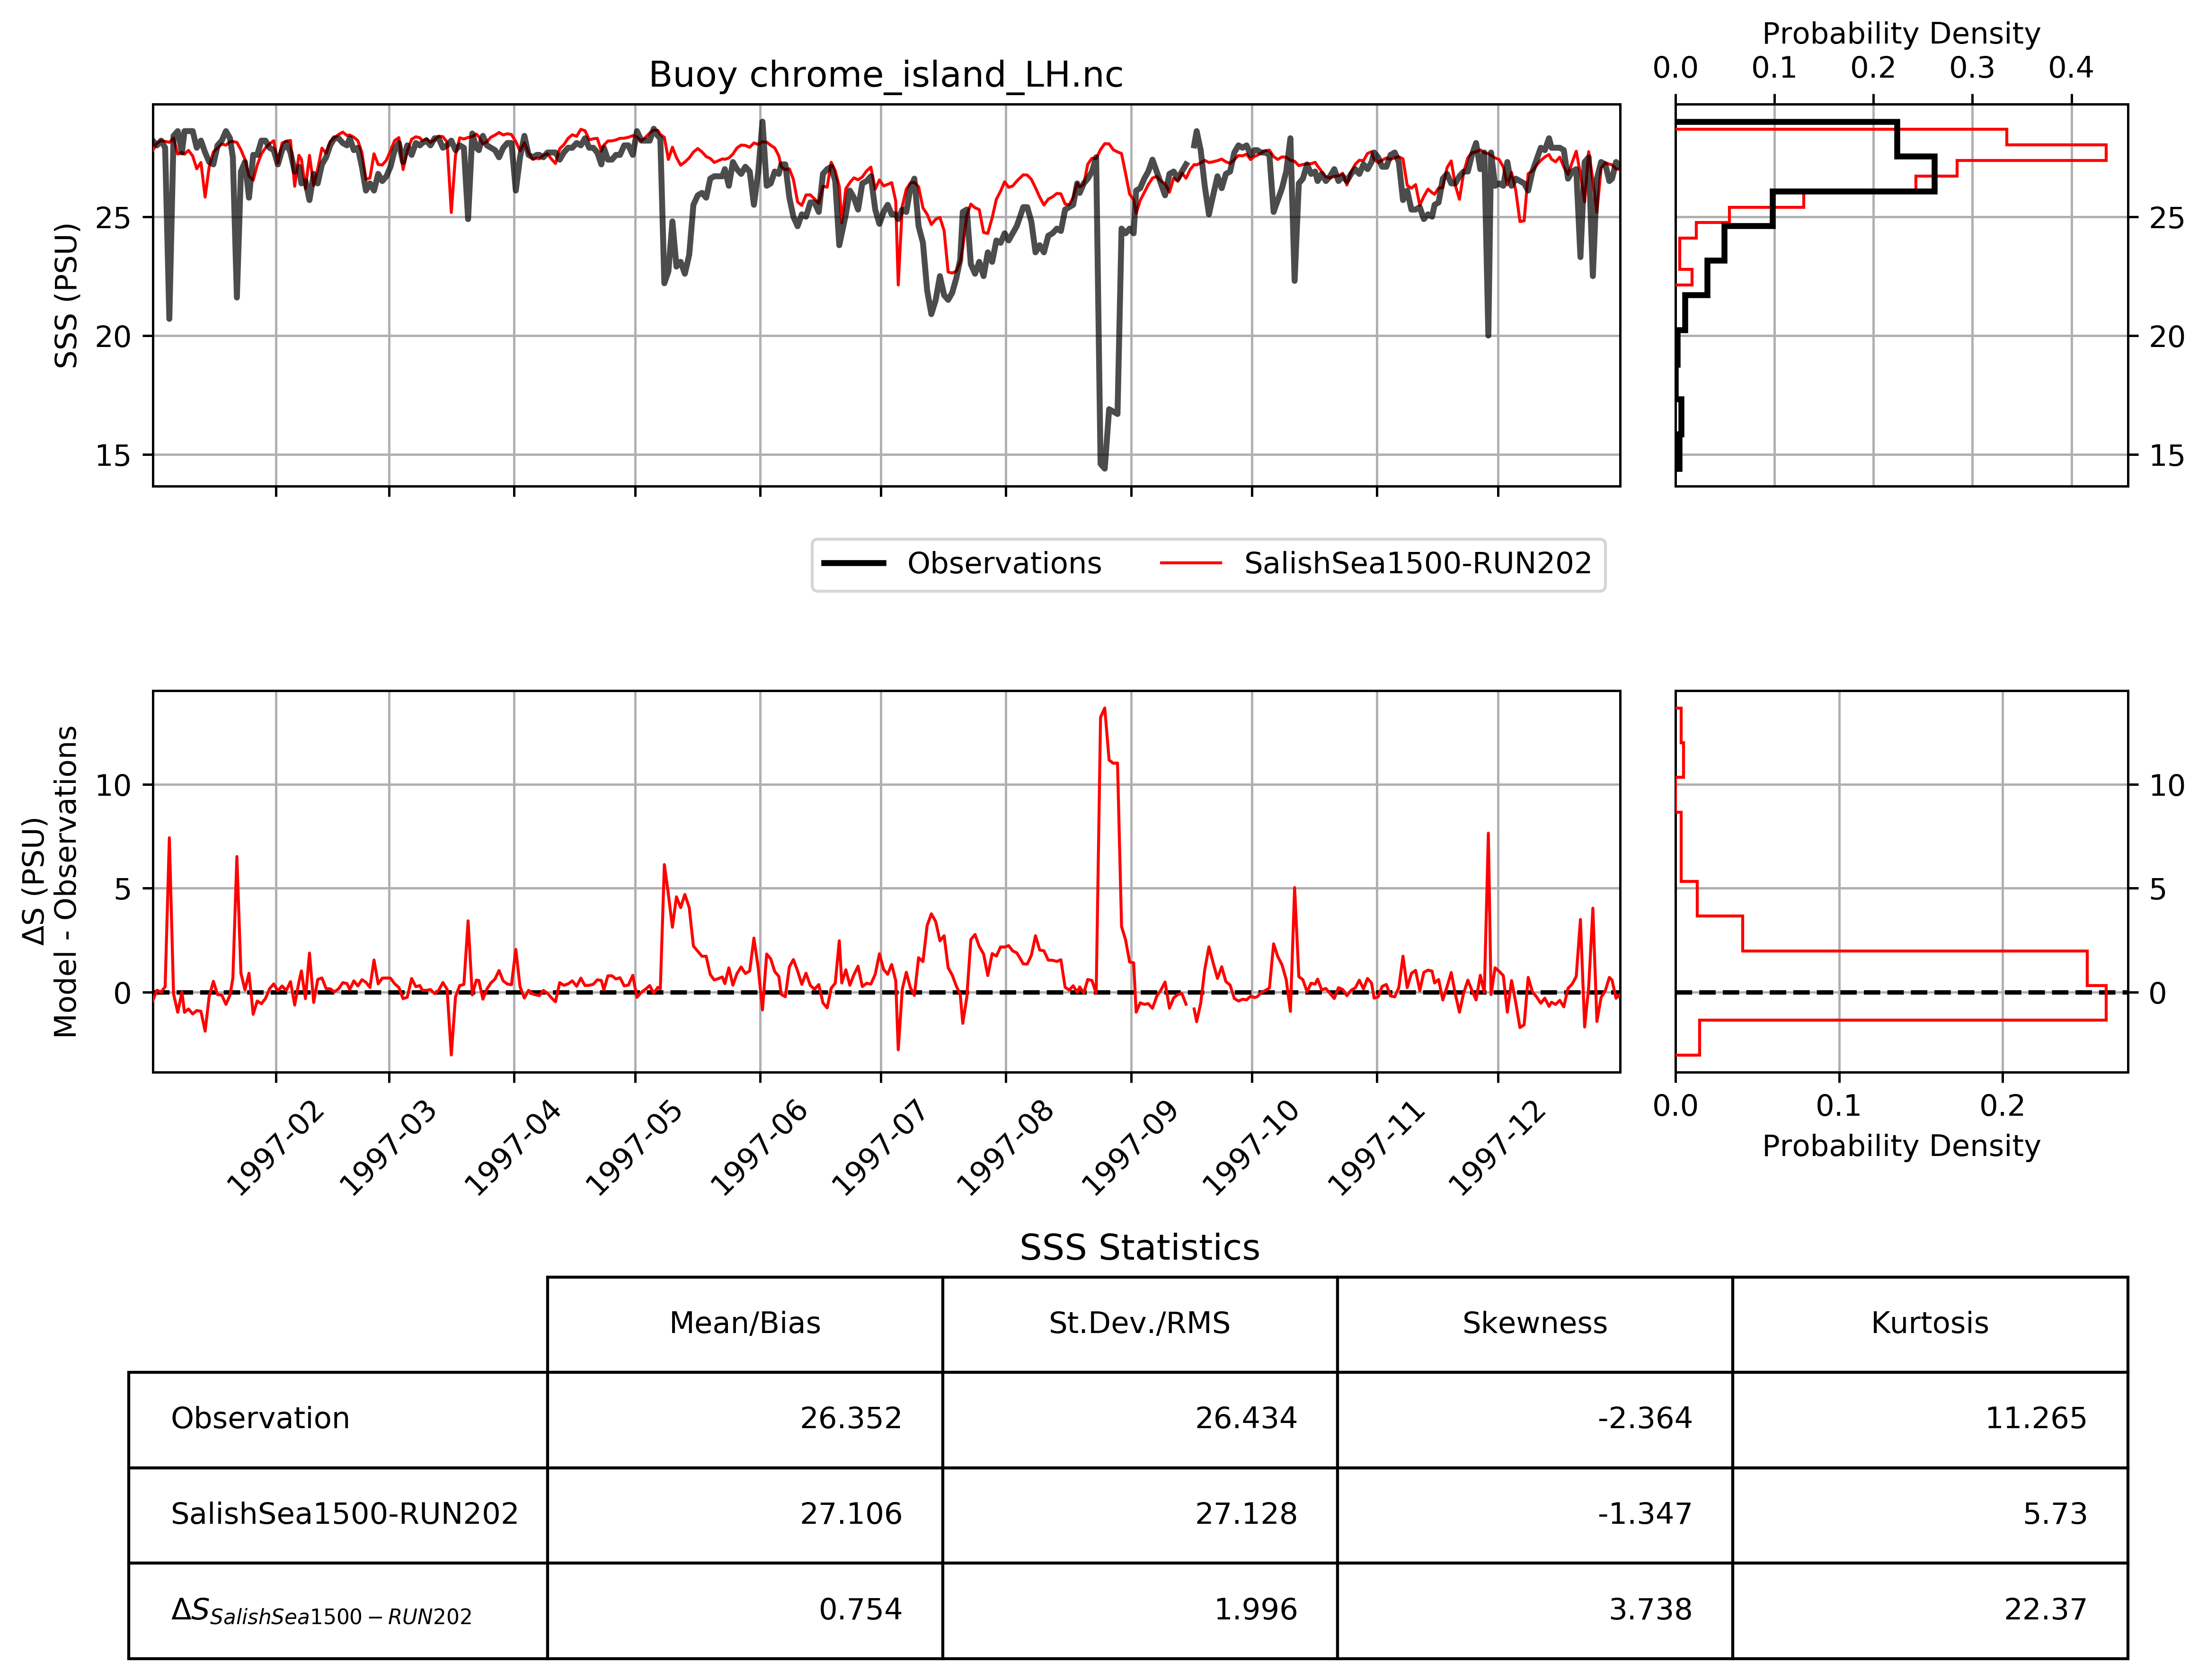 Probability Density
0.0 0.1 0.2 0.3 0.4
Buoy chrome_island_LH.nc
SSS (PSU)
25
20
15
25
20
15
Observations SalishSea1500-RUN202
ΔS (PSU)
Model - Observations
10
5
0
10
5
0
1997-02 1997-03 1997-04 1997-05 1997-06 1997-07 1997-08 1997-09 1997-10 1997-11 1997-12
0.0 0.1 0.2
Probability Density
SSS Statistics
Mean/Bias St.Dev./RMS Skewness Kurtosis
Observation 26.352 26.434 -2.364 11.265
SalishSea1500-RUN202 27.106 27.128 -1.347 5.73
ΔS SalishSea1500-RUN202 0.754 1.996 3.738 22.37